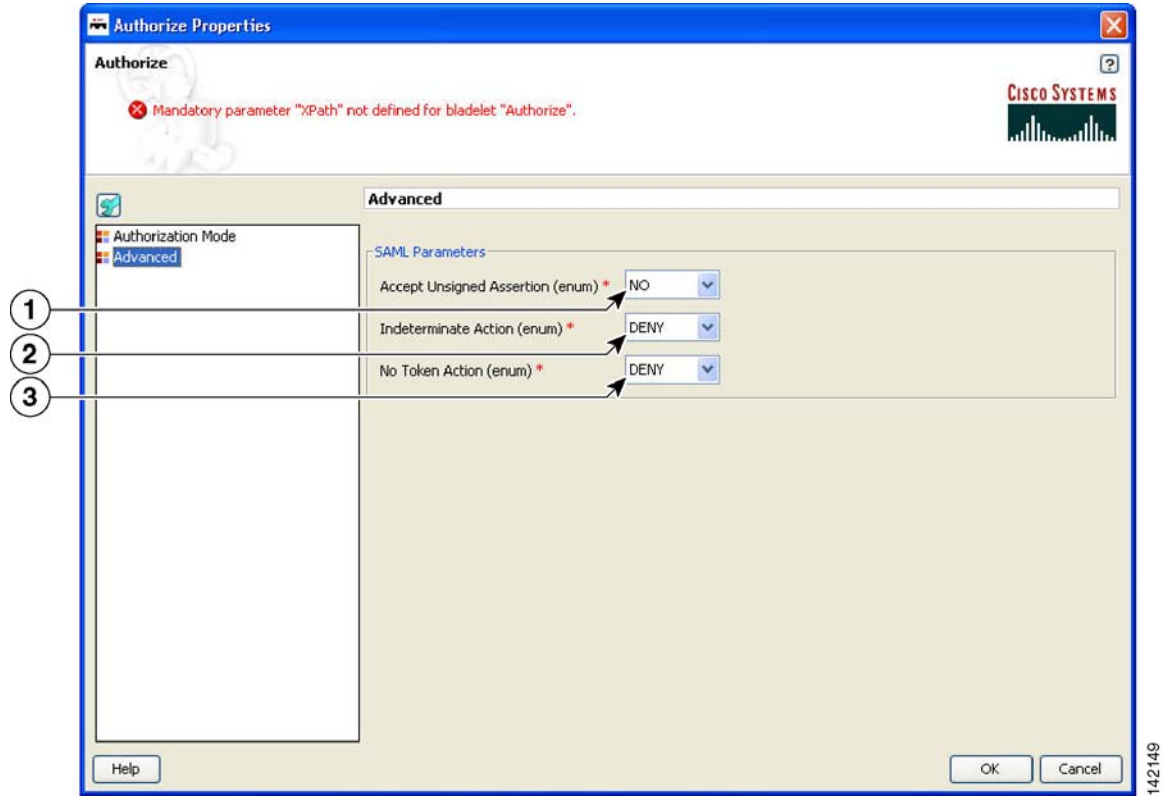 Authorize Properties
Authorize
Mandatory parameter "XPath" not defined for bladelet "Authorize".
CISCO SYSTEMS
Advanced
Authorization Mode
Advanced
SAML Parameters
Accept Unsigned Assertion (enum) * NO
Indeterminate Action (enum) * DENY
No Token Action (enum) * DENY
1
2
3
Help
OK
Cancel
142149